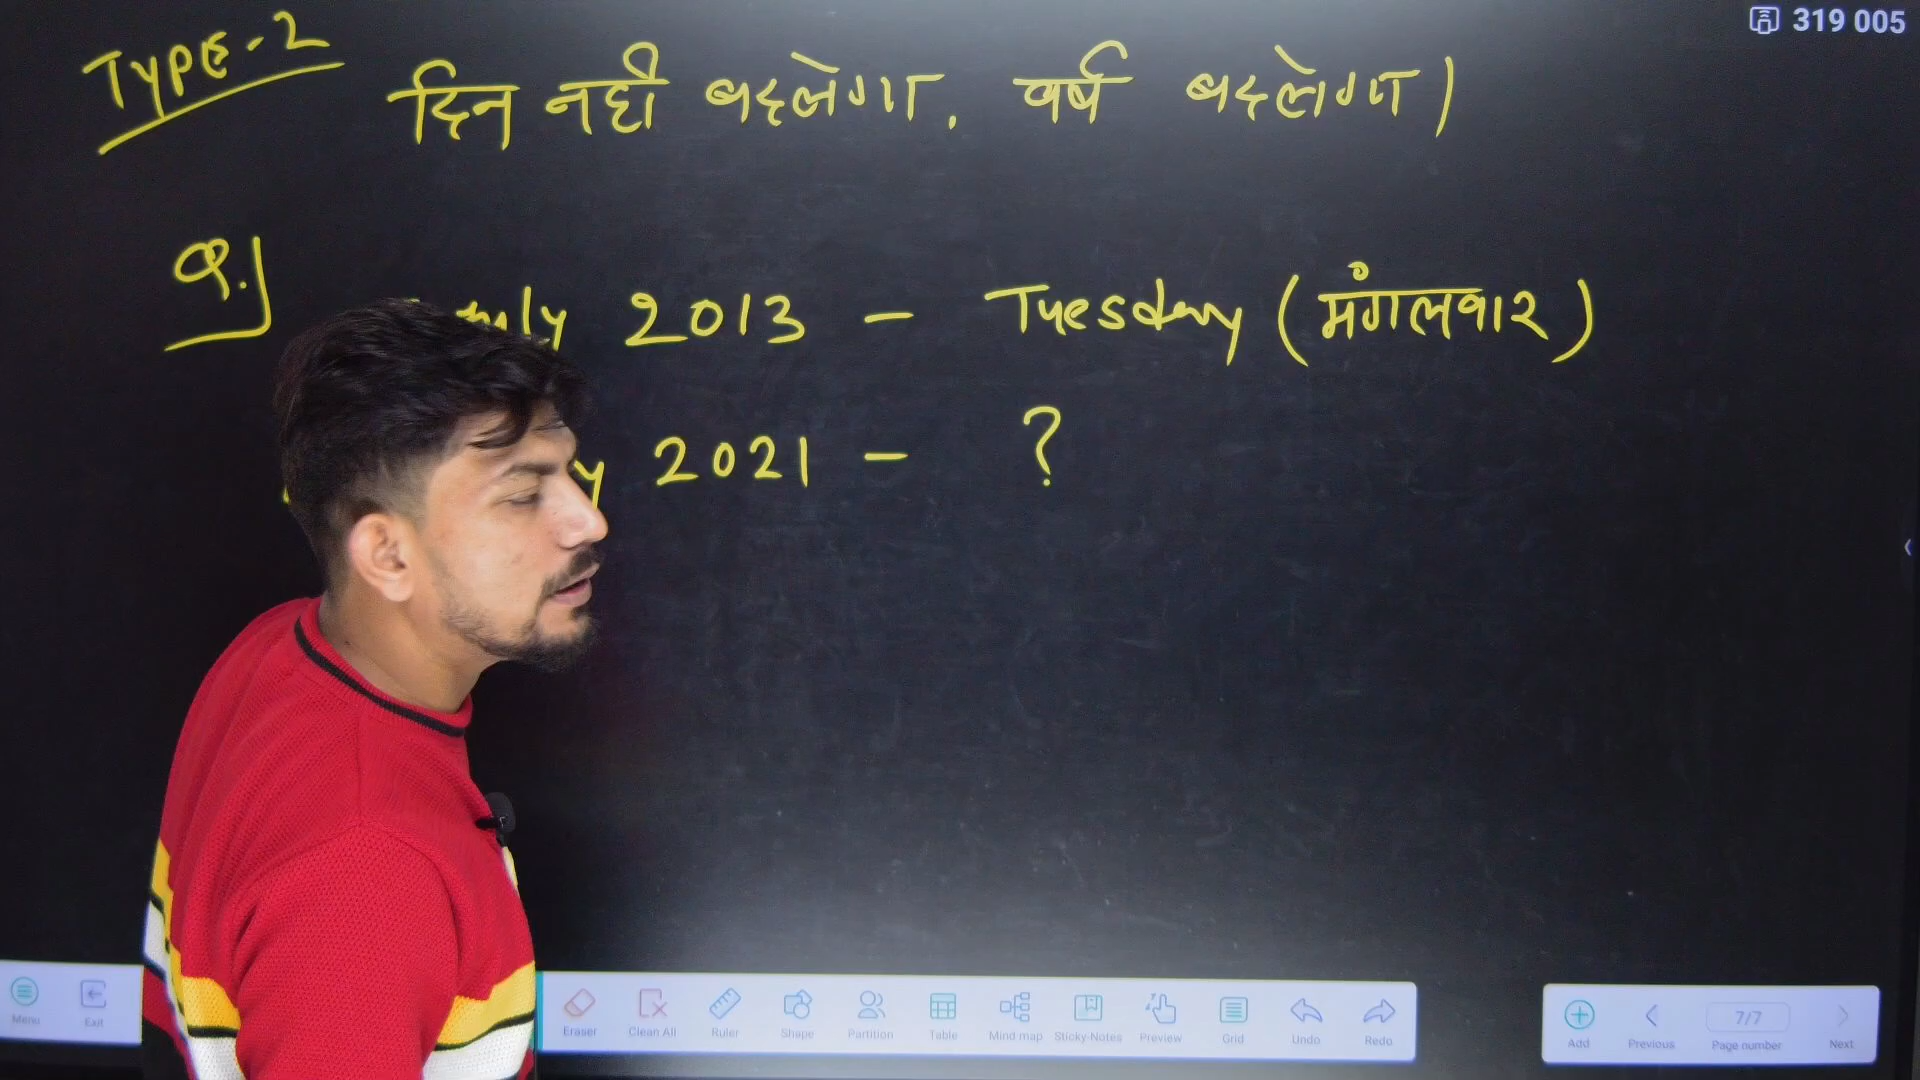 319 005
Type-2 दिन नही बदलेगा, वर्ष बदलेगा।
Q.
2013 - Tuesday (मंगलवार)
2021 - ?
Menu Exit Eraser Clean All Ruler Shape Partition Table Mind map Sticky-Notes Preview Grid Undo Redo Add Previous 7/7 Page number Next